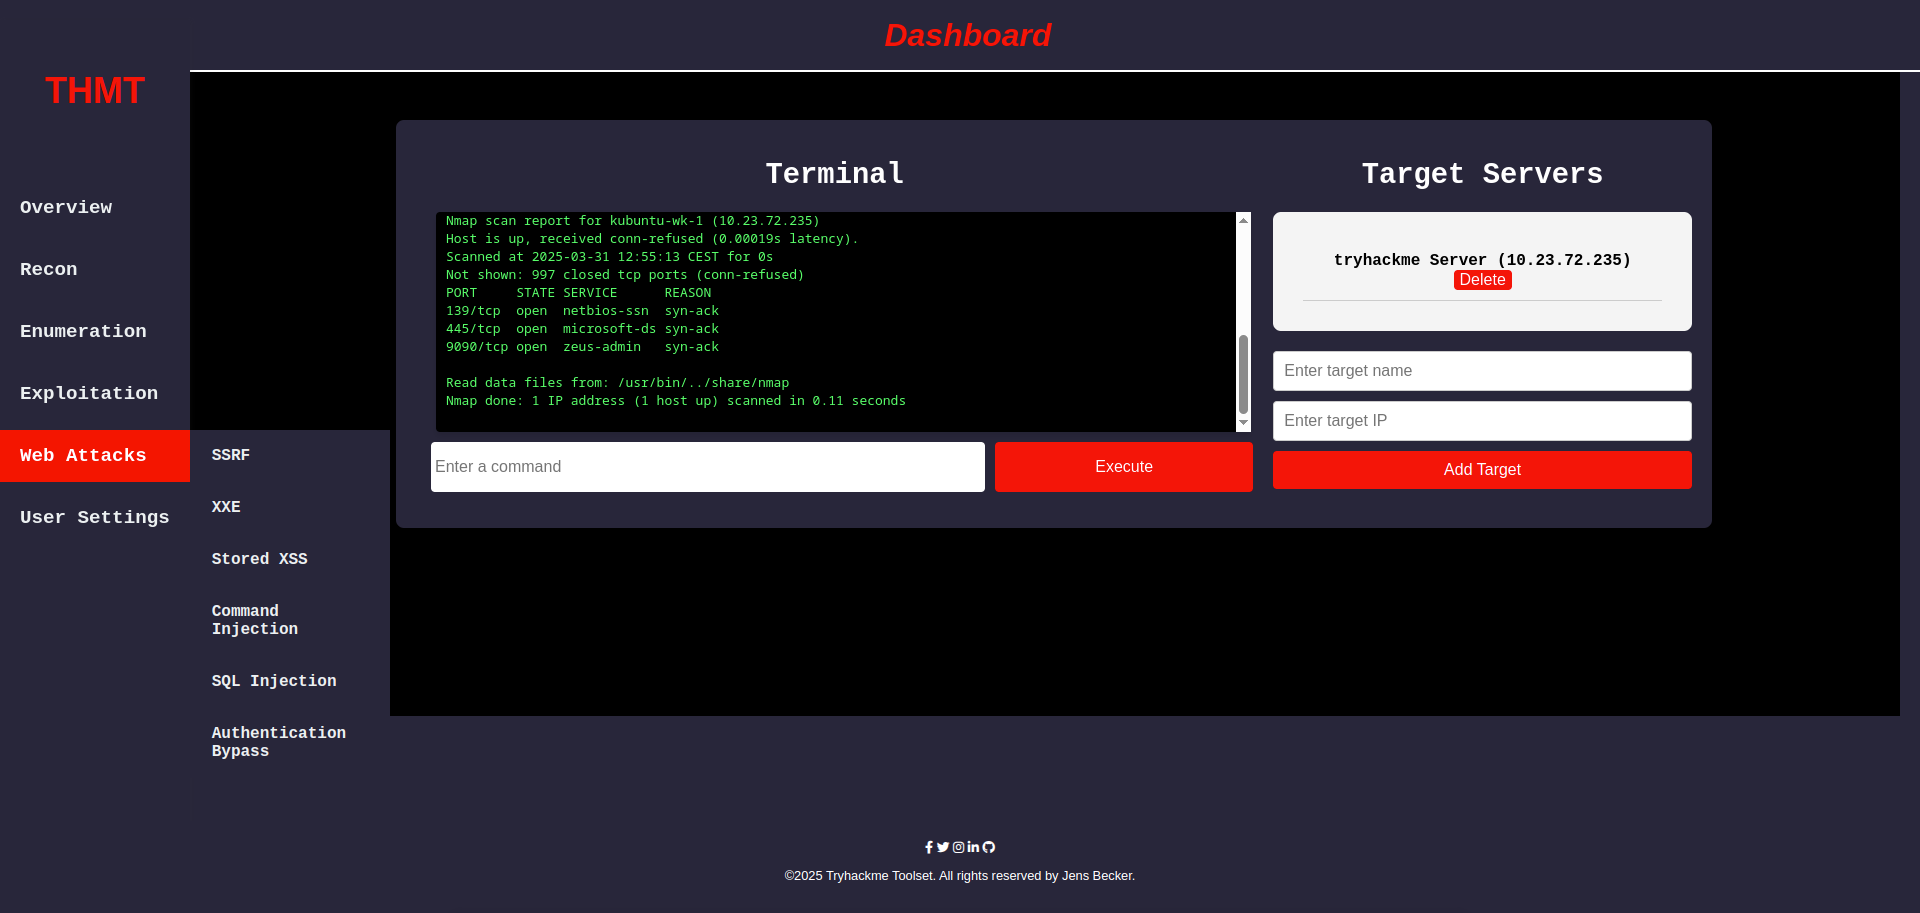 Dashboard
THMT
Overview
Recon
Enumeration
Exploitation
Web Attacks
User Settings
SSRF
XXE
Stored XSS
Command
Injection
SQL Injection
Authentication
Bypass
Terminal
Nmap scan report for kubuntu-wk-1 (10.23.72.235)
Host is up, received conn-refused (0.00019s latency).
Scanned at 2025-03-31 12:55:13 CEST for 0s
Not shown: 997 closed tcp ports (conn-refused)
PORT     STATE SERVICE      REASON
139/tcp  open  netbios-ssn  syn-ack
445/tcp  open  microsoft-ds syn-ack
9090/tcp open  zeus-admin   syn-ack
Read data files from: /usr/bin/../share/nmap
Nmap done: 1 IP address (1 host up) scanned in 0.11 seconds
Enter a command
Execute
Target Servers
tryhackme Server (10.23.72.235)
Delete
Enter target name
Enter target IP
Add Target
©2025 Tryhackme Toolset. All rights reserved by Jens Becker.